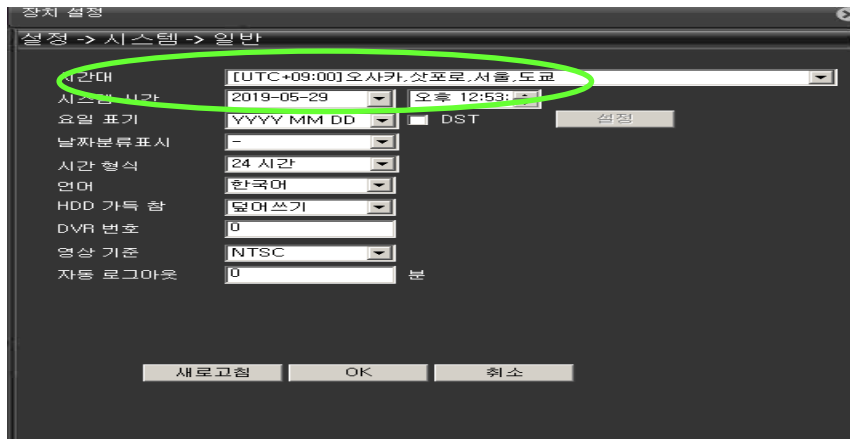 장치 설정
설정 -> 시스템 -> 일반
시간대 [UTC+09:00]오사카,삿포로,서울,도쿄
시스템 시간 2019-05-29 오후 12:53:
요일 표기 YYYY MM DD DST 설정
날짜분류표시 -
시간 형식 24 시간
언어 한국어
HDD 가득 참 덮어쓰기
DVR 번호 0
영상 기준 NTSC
자동 로그아웃 0 분
새로고침 OK 취소